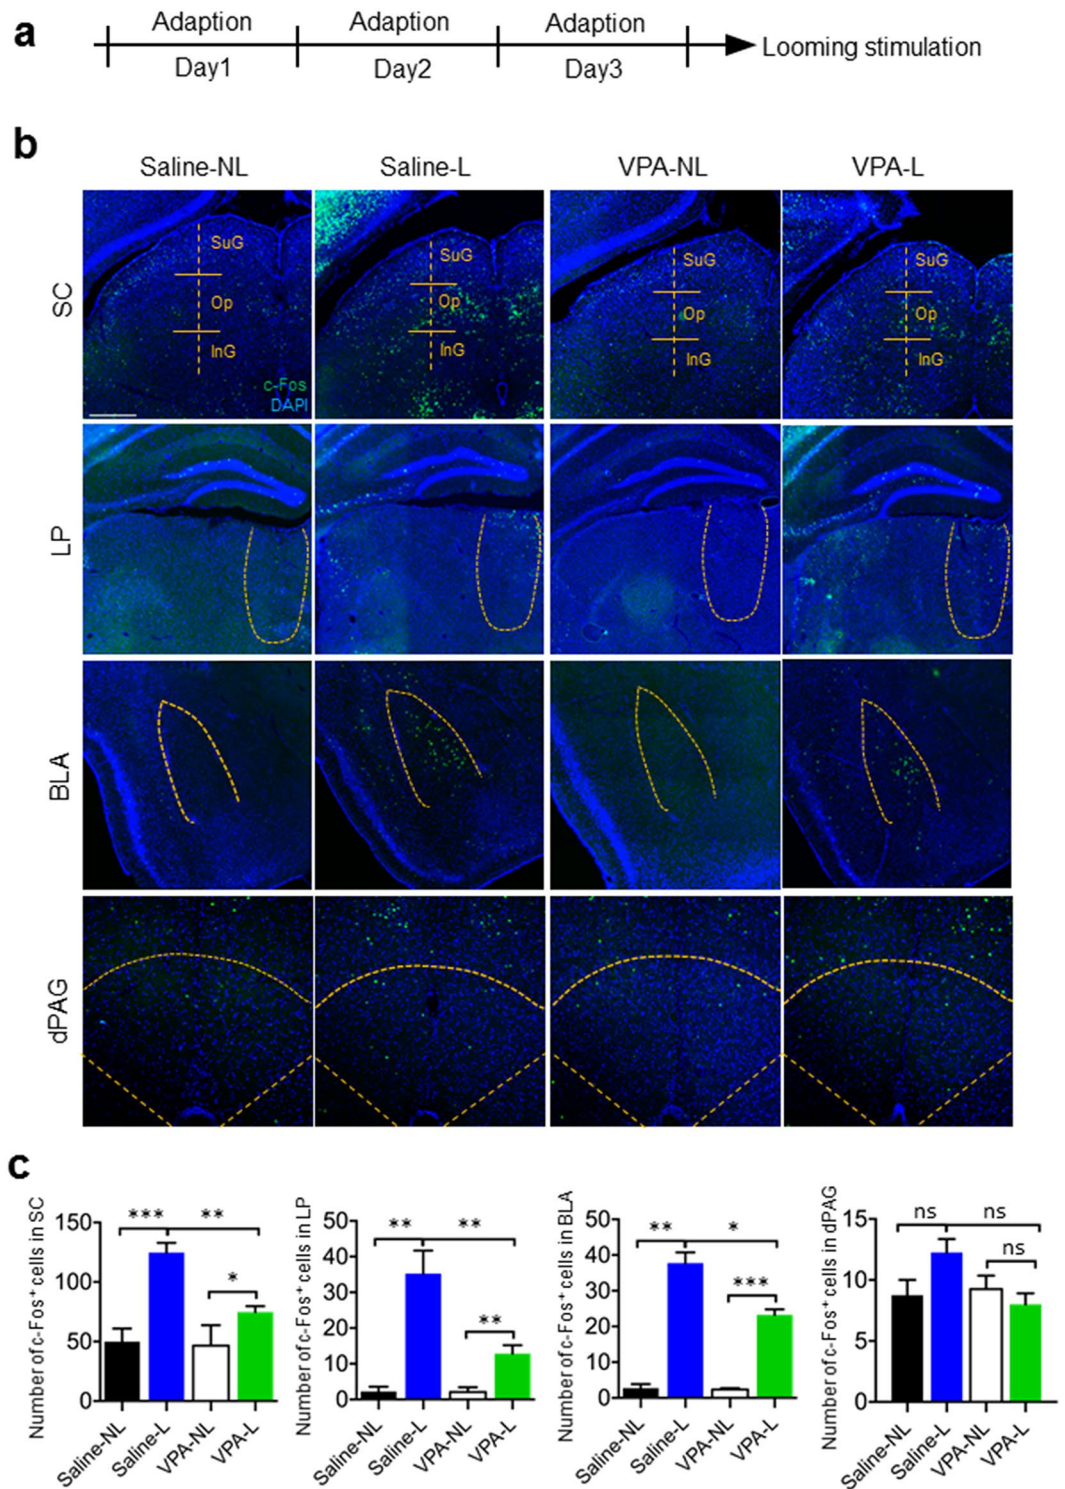 a
Adaption Adaption Adaption
Day1 Day2 Day3
Looming stimulation
b
Saline-NL Saline-L VPA-NL VPA-L
SC
SuG
Op
InG
c-Fos
DAPI
SuG
Op
InG
SuG
Op
InG
SuG
Op
InG
LP
BLA
dPAG
c
Number of c-Fos⁺ cells in SC
150
100
50
0
*** **
*
Saline-NL Saline-L VPA-NL VPA-L
Number of c-Fos⁺ cells in LP
50
40
30
20
10
0
** **
**
Saline-NL Saline-L VPA-NL VPA-L
Number of c-Fos⁺ cells in BLA
50
40
30
20
10
0
** *
***
Saline-NL Saline-L VPA-NL VPA-L
Number of c-Fos⁺ cells in dPAG
15
10
5
0
ns ns
ns
Saline-NL Saline-L VPA-NL VPA-L